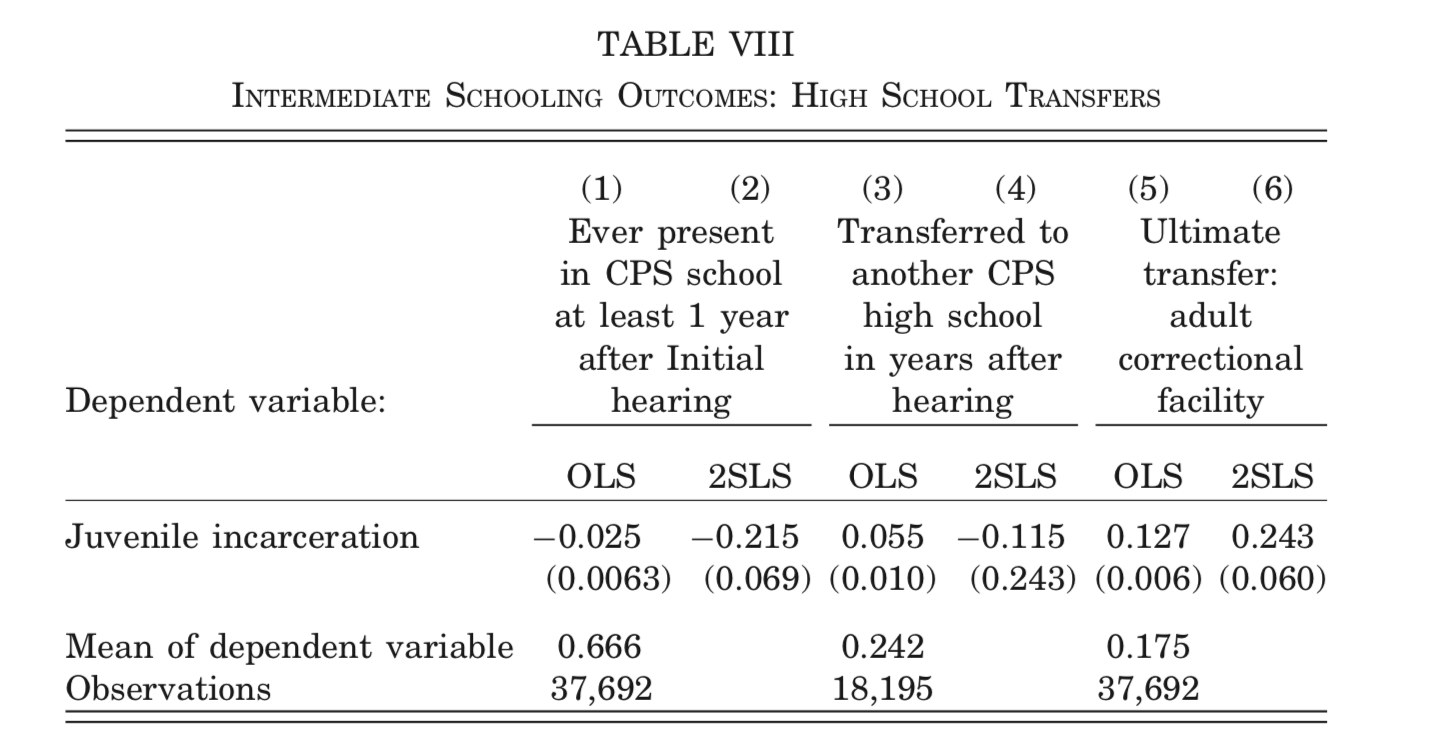 TABLE VIII
INTERMEDIATE SCHOOLING OUTCOMES: HIGH SCHOOL TRANSFERS
(1) (2) (3) (4) (5) (6)
Ever present Transferred to Ultimate
in CPS school another CPS transfer:
at least 1 year high school adult
after Initial in years after correctional
Dependent variable: hearing hearing facility
OLS 2SLS OLS 2SLS OLS 2SLS
Juvenile incarceration −0.025 −0.215 0.055 −0.115 0.127 0.243
(0.0063) (0.069) (0.010) (0.243) (0.006) (0.060)
Mean of dependent variable 0.666 0.242 0.175
Observations 37,692 18,195 37,692